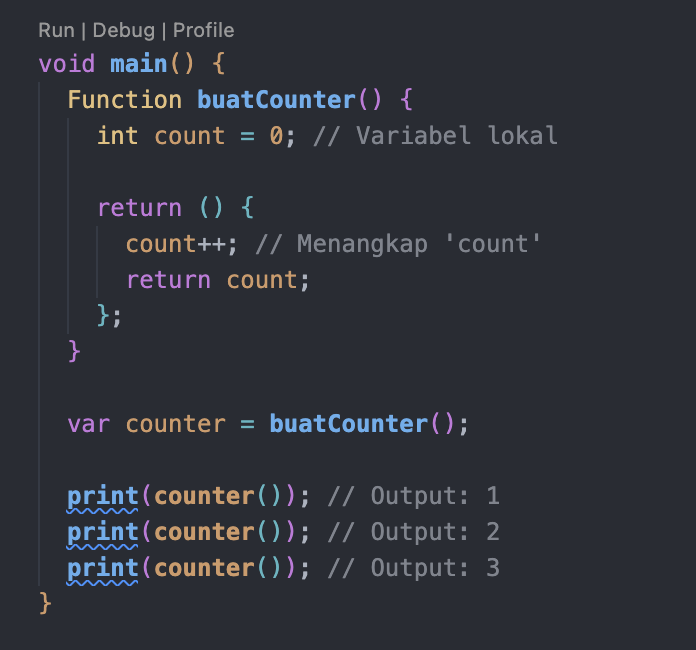 Run | Debug | Profile
void main() {
Function buatCounter() {
int count = 0; // Variabel lokal
return () {
count++; // Menangkap 'count'
return count;
};
}
var counter = buatCounter();
print(counter()); // Output: 1
print(counter()); // Output: 2
print(counter()); // Output: 3
}